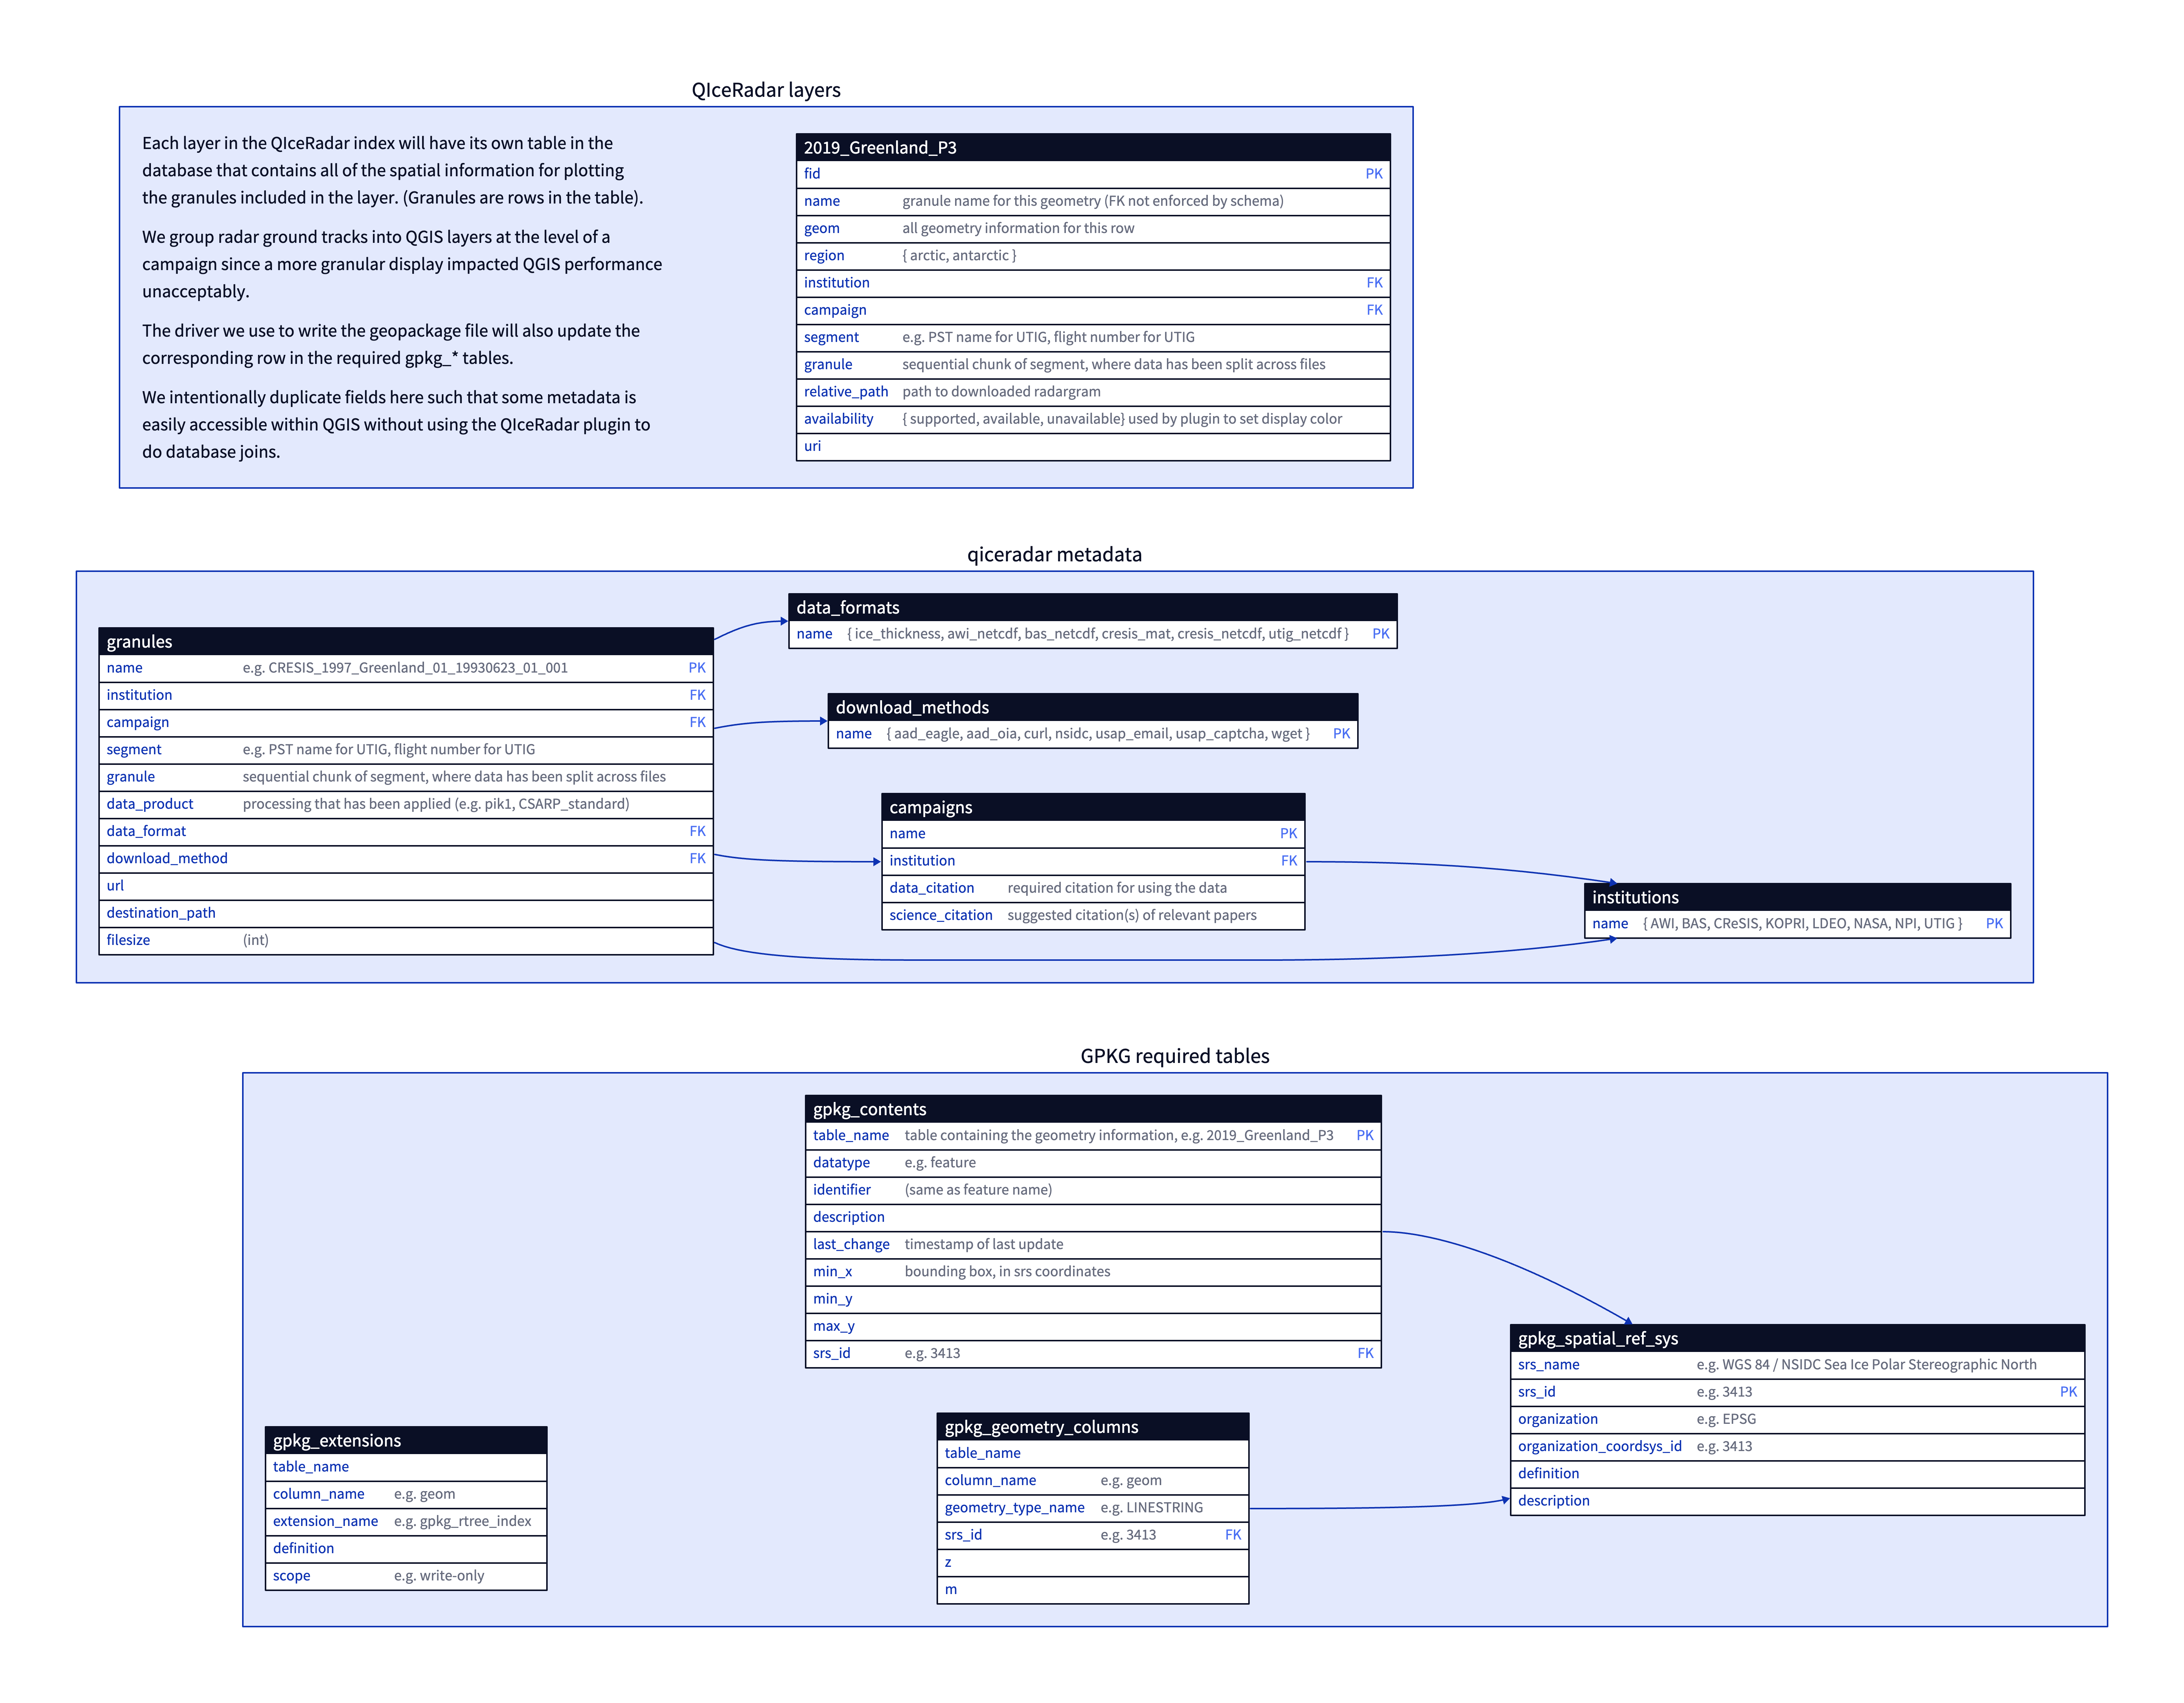 QIceRadar layers
Each layer in the QIceRadar index will have its own table in the
database that contains all of the spatial information for plotting
the granules included in the layer. (Granules are rows in the table).
We group radar ground tracks into QGIS layers at the level of a
campaign since a more granular display impacted QGIS performance
unacceptably.
The driver we use to write the geopackage file will also update the
corresponding row in the required gpkg_* tables.
We intentionally duplicate fields here such that some metadata is
easily accessible within QGIS without using the QIceRadar plugin to
do database joins.
2019_Greenland_P3
fid PK
name granule name for this geometry (FK not enforced by schema)
geom all geometry information for this row
region { arctic, antarctic }
institution FK
campaign FK
segment e.g. PST name for UTIG, flight number for UTIG
granule sequential chunk of segment, where data has been split across files
relative_path path to downloaded radargram
availability { supported, available, unavailable} used by plugin to set display color
uri
qiceradar metadata
granules
name e.g. CRESIS_1997_Greenland_01_19930623_01_001 PK
institution FK
campaign FK
segment e.g. PST name for UTIG, flight number for UTIG
granule sequential chunk of segment, where data has been split across files
data_product processing that has been applied (e.g. pik1, CSARP_standard)
data_format FK
download_method FK
url
destination_path
filesize (int)
data_formats
name { ice_thickness, awi_netcdf, bas_netcdf, cresis_mat, cresis_netcdf, utig_netcdf } PK
download_methods
name { aad_eagle, aad_oia, curl, nsidc, usap_email, usap_captcha, wget } PK
campaigns
name PK
institution FK
data_citation required citation for using the data
science_citation suggested citation(s) of relevant papers
institutions
name { AWI, BAS, CReSIS, KOPRI, LDEO, NASA, NPI, UTIG } PK
GPKG required tables
gpkg_contents
table_name table containing the geometry information, e.g. 2019_Greenland_P3 PK
datatype e.g. feature
identifier (same as feature name)
description
last_change timestamp of last update
min_x bounding box, in srs coordinates
min_y
max_y
srs_id e.g. 3413 FK
gpkg_extensions
table_name
column_name e.g. geom
extension_name e.g. gpkg_rtree_index
definition
scope e.g. write-only
gpkg_geometry_columns
table_name
column_name e.g. geom
geometry_type_name e.g. LINESTRING
srs_id e.g. 3413 FK
z
m
gpkg_spatial_ref_sys
srs_name e.g. WGS 84 / NSIDC Sea Ice Polar Stereographic North
srs_id e.g. 3413 PK
organization e.g. EPSG
organization_coordsys_id e.g. 3413
definition
description